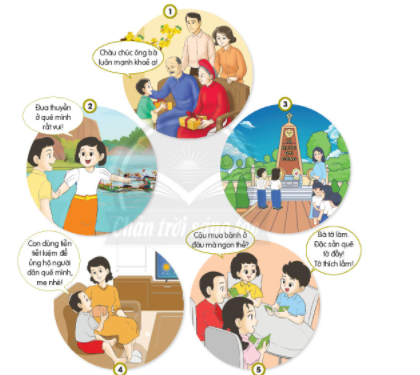 1
Cháu chúc ông bà
luôn mạnh khoẻ ạ!
2
Đua thuyền
ở quê mình
rất vui!
3
Chân trời sáng
Con dùng tiền
tiết kiệm để
ủng hộ người
dân quê mình,
mẹ nhé!
4
Cậu mua bánh ở
đâu mà ngon thế?
Bà tớ làm.
Đặc sản quê
tớ đấy!
Tớ thích lắm!
5